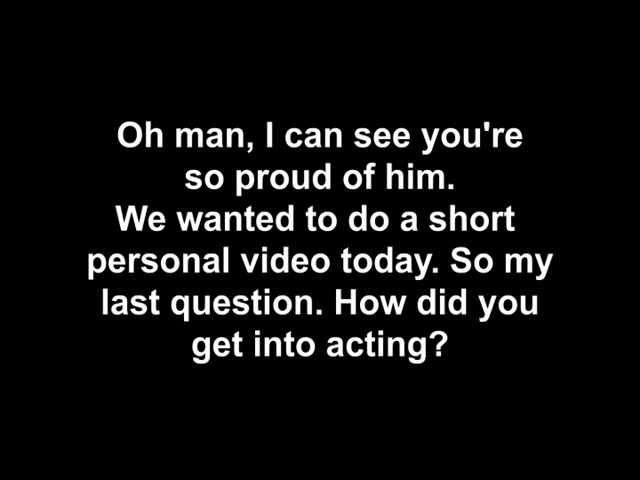 Oh man, I can see you're
so proud of him.
We wanted to do a short
personal video today. So my
last question. How did you
get into acting?